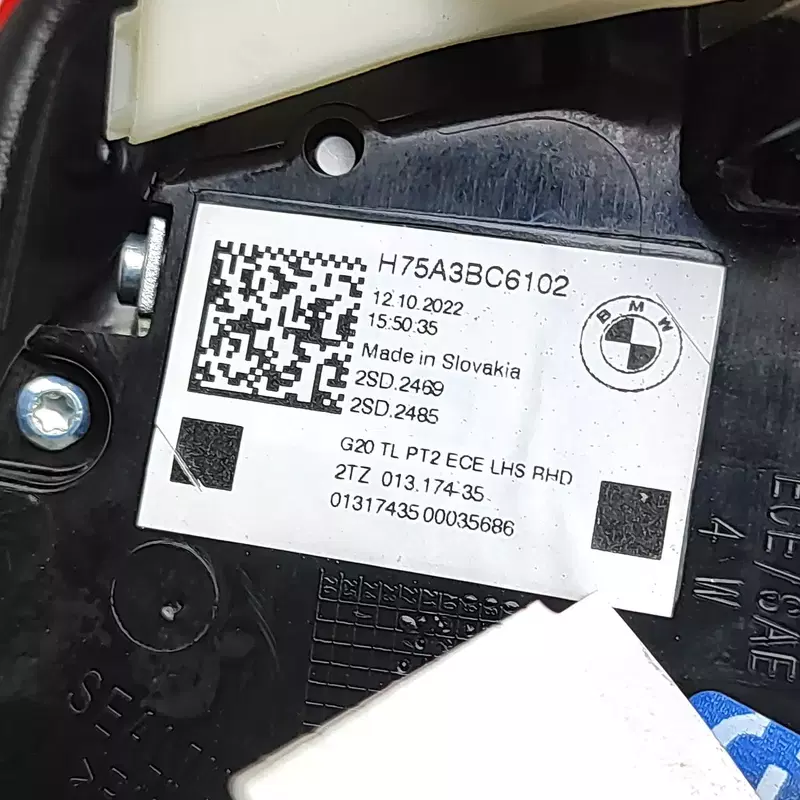 H75A3BC6102
12.10.2022
15:50:35
Made in Slovakia
2SD.2469
2SD.2485
BMW
G20 TL PT2 ECE LHS RHD
2TZ 013.174-35
01317435 00035686
ECE/SAE
4 W